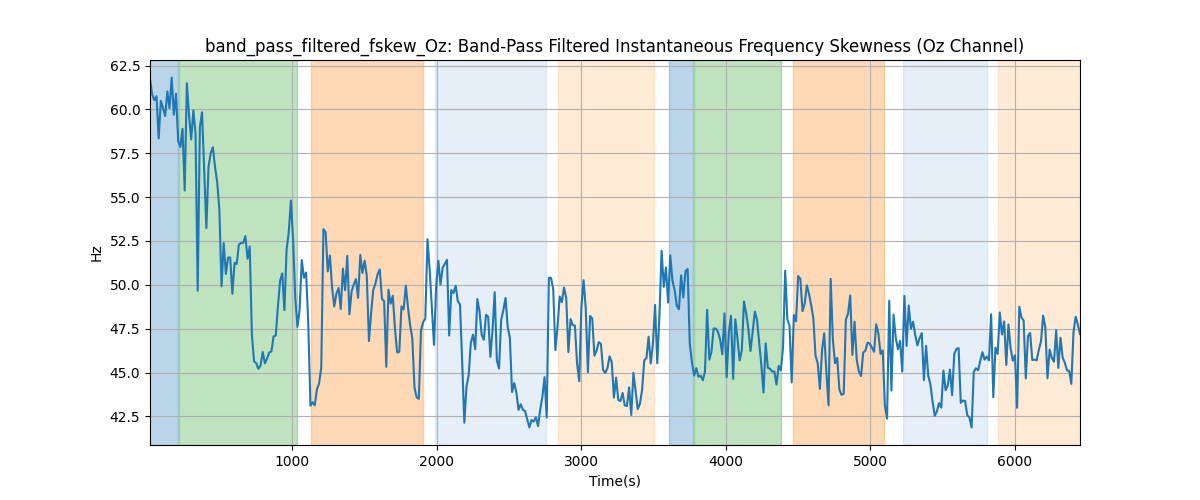 band_pass_filtered_fskew_Oz: Band-Pass Filtered Instantaneous Frequency Skewness (Oz Channel)
62.5
60.0
57.5
55.0
52.5
50.0
47.5
45.0
42.5
Hz
1000 2000 3000 4000 5000 6000
Time(s)